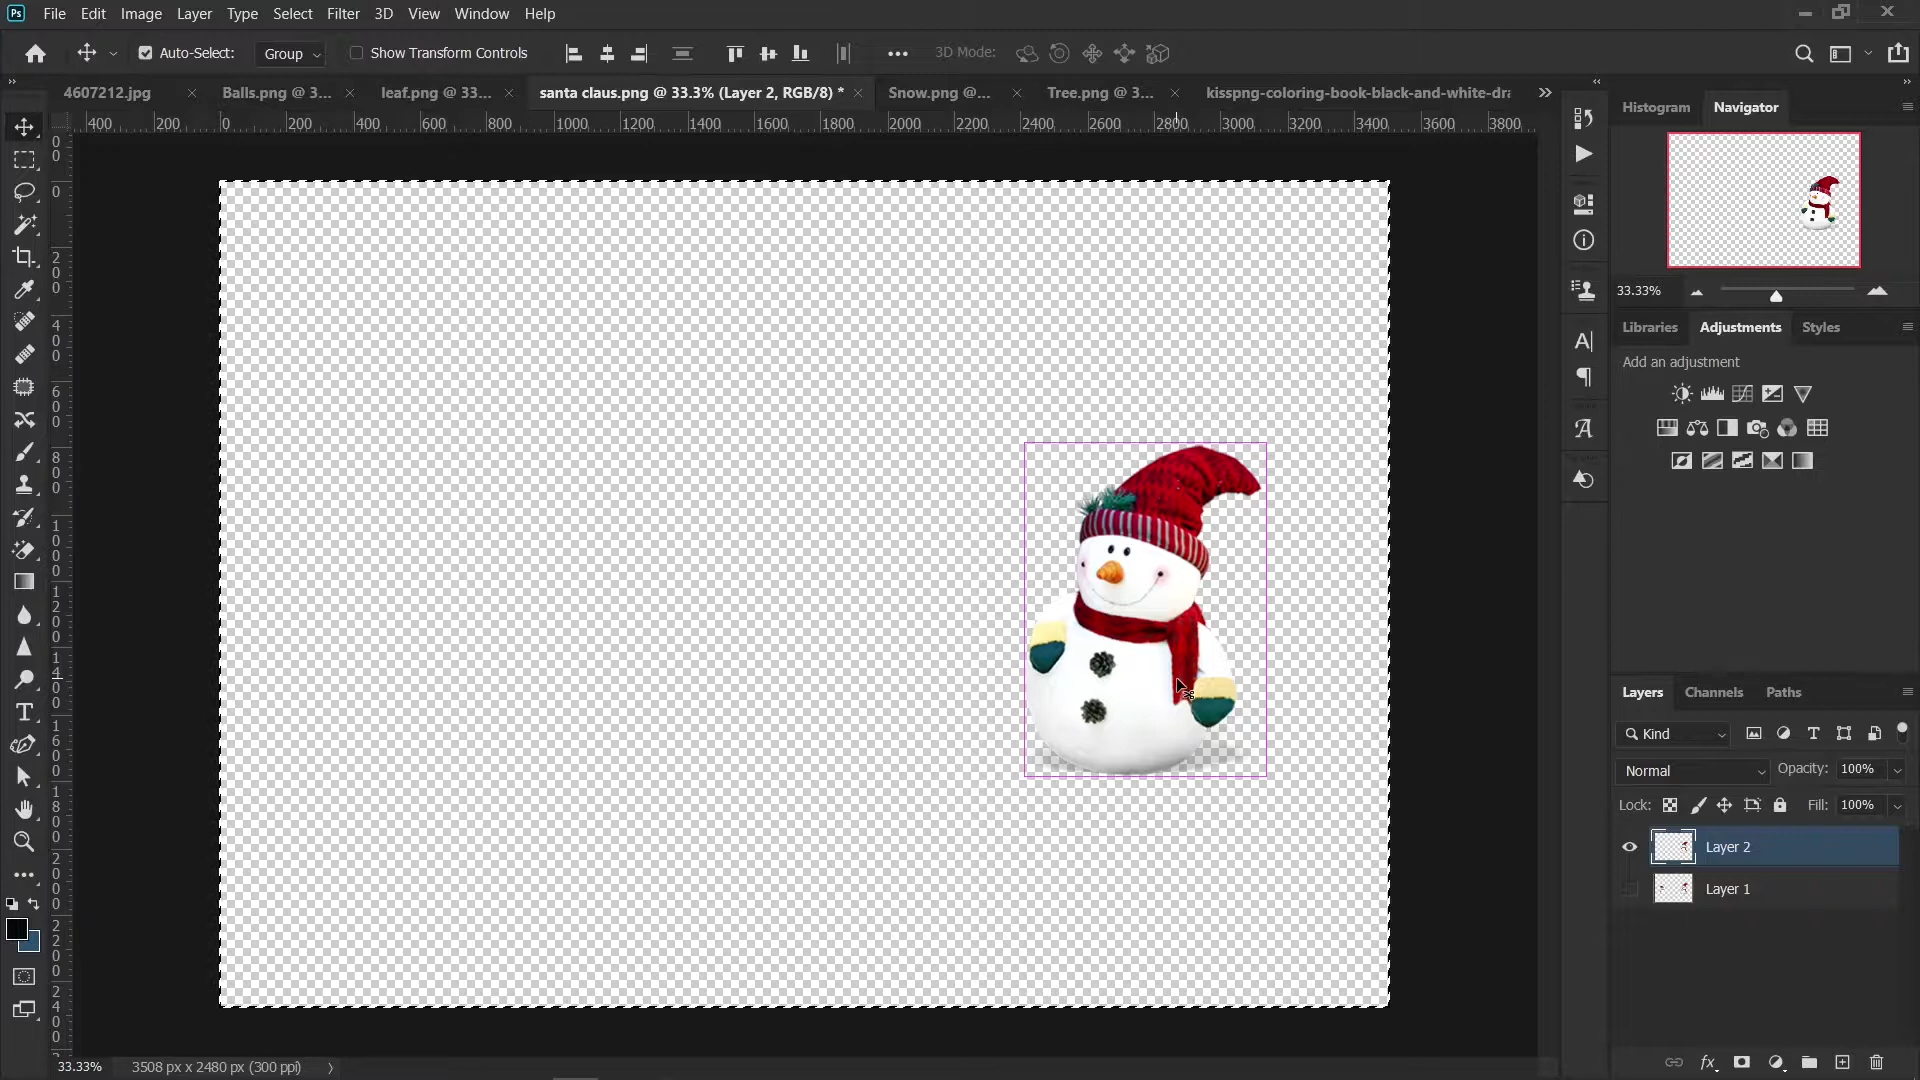 Ps File Edit Image Layer Type Select Filter 3D View Window Help
Auto-Select: Group Show Transform Controls 3D Mode:
4607212.jpg Balls.png @ 3... leaf.png @ 33... santa claus.png @ 33.3% (Layer 2, RGB/8) * Snow.png @... Tree.png @ 3... kisspng-coloring-book-black-and-white-dra
400 200 0 200 400 600 800 1000 1200 1400 1600 1800 2000 2200 2400 2600 2800 3000 3200 3400 3600 3800
Histogram Navigator
33.33%
Libraries Adjustments Styles
Add an adjustment
Layers Channels Paths
Kind
Normal Opacity: 100%
Lock: Fill: 100%
Layer 2
Layer 1
33.33% 3508 px x 2480 px (300 ppi)